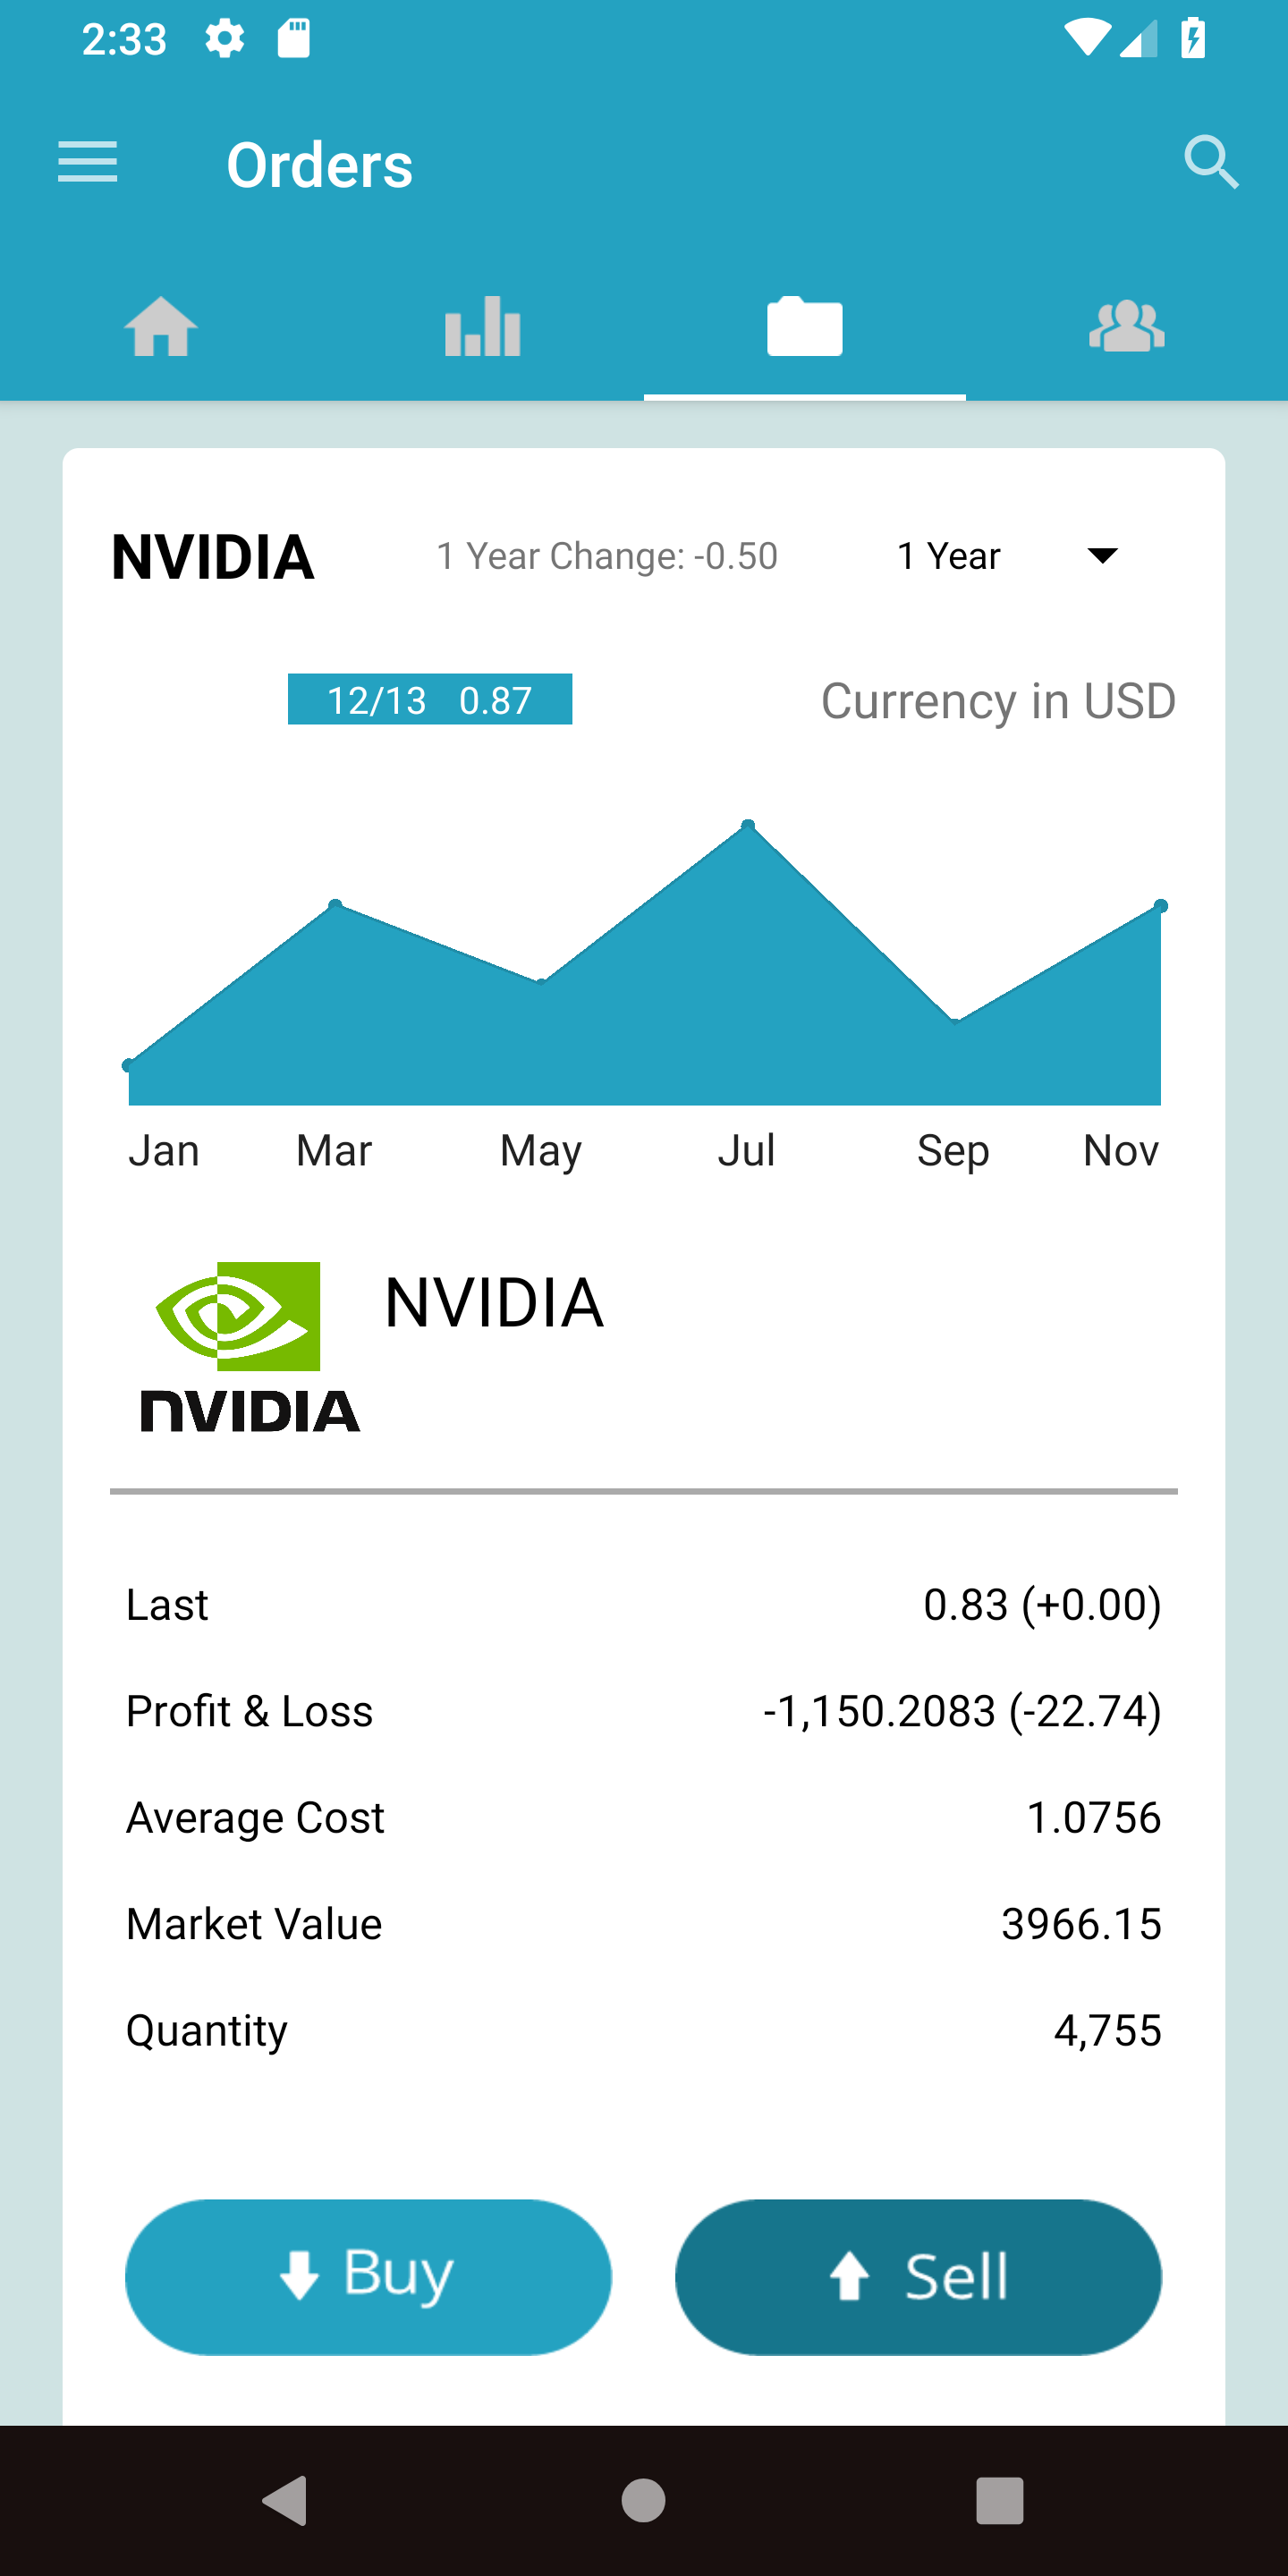 2:33
Orders
NVIDIA 1 Year Change: -0.50 1 Year
12/13 0.87 Currency in USD
Jan Mar May Jul Sep Nov
NVIDIA
NVIDIA
Last 0.83 (+0.00)
Profit & Loss -1,150.2083 (-22.74)
Average Cost 1.0756
Market Value 3966.15
Quantity 4,755
Buy Sell